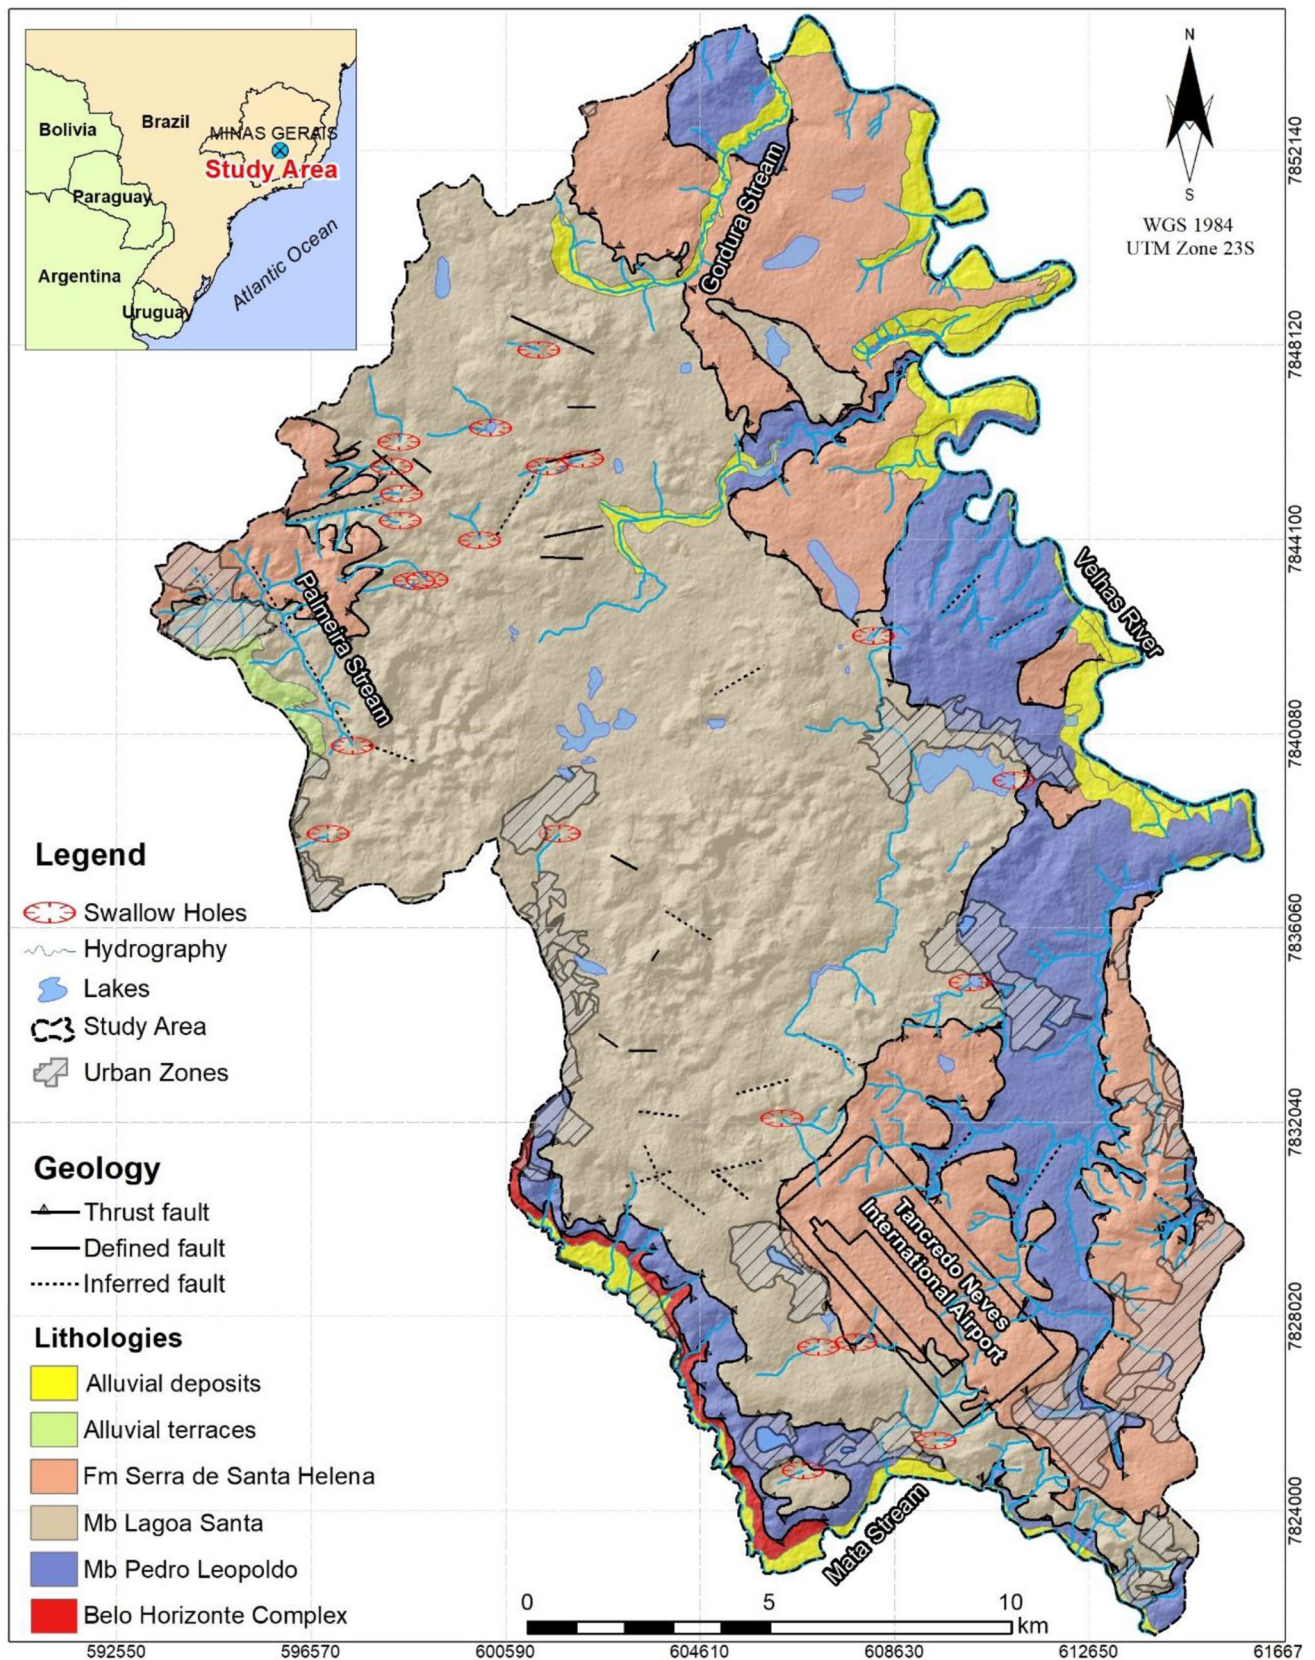 Bolivia
Brazil
MINAS GERAIS
Study Area
Paraguay
Argentina
Uruguay
Atlantic Ocean
N
S
WGS 1984
UTM Zone 23S
Gordura Stream
Velhas River
Palmeira Stream
Tancredo Neves
International Airport
Mata Stream
Legend
Swallow Holes
Hydrography
Lakes
Study Area
Urban Zones
Geology
Thrust fault
Defined fault
Inferred fault
Lithologies
Alluvial deposits
Alluvial terraces
Fm Serra de Santa Helena
Mb Lagoa Santa
Mb Pedro Leopoldo
Belo Horizonte Complex
0 5 10
km
7852140
7848120
7844100
7840080
7836060
7832040
7828020
7824000
592550 596570 600590 604610 608630 612650 61667